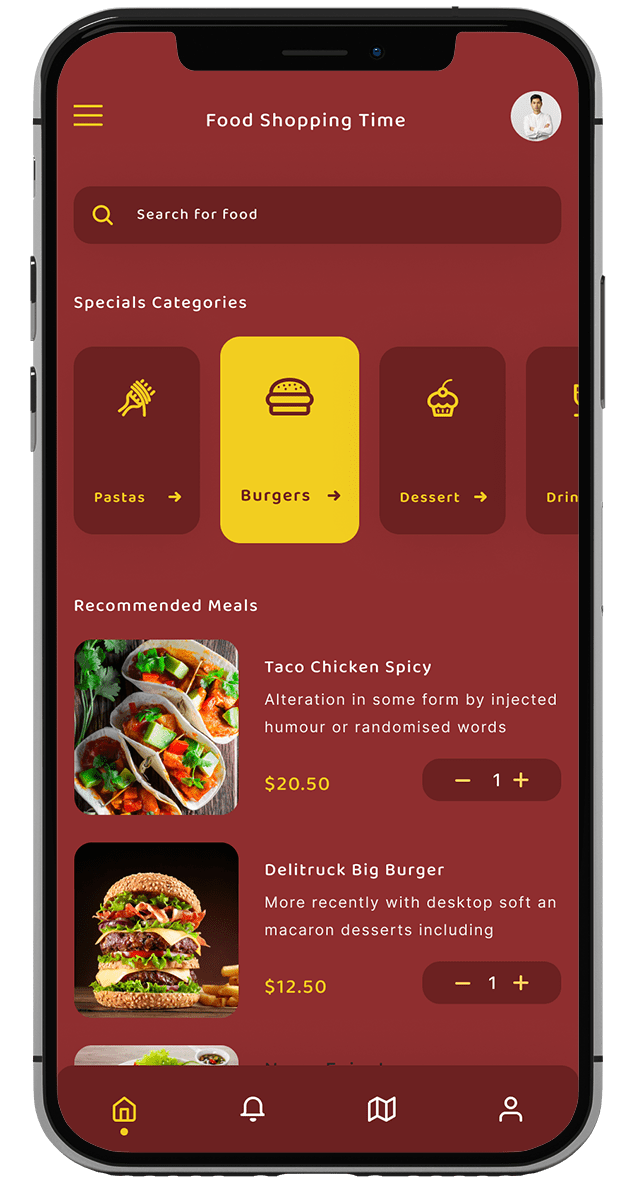 Food Shopping Time
Search for food
Specials Categories
Pastas
Burgers
Dessert
Recommended Meals
Taco Chicken Spicy
Alteration in some form by injected
humour or randomised words
$20.50
1
Delitruck Big Burger
More recently with desktop soft an
macaron desserts including
$12.50
1